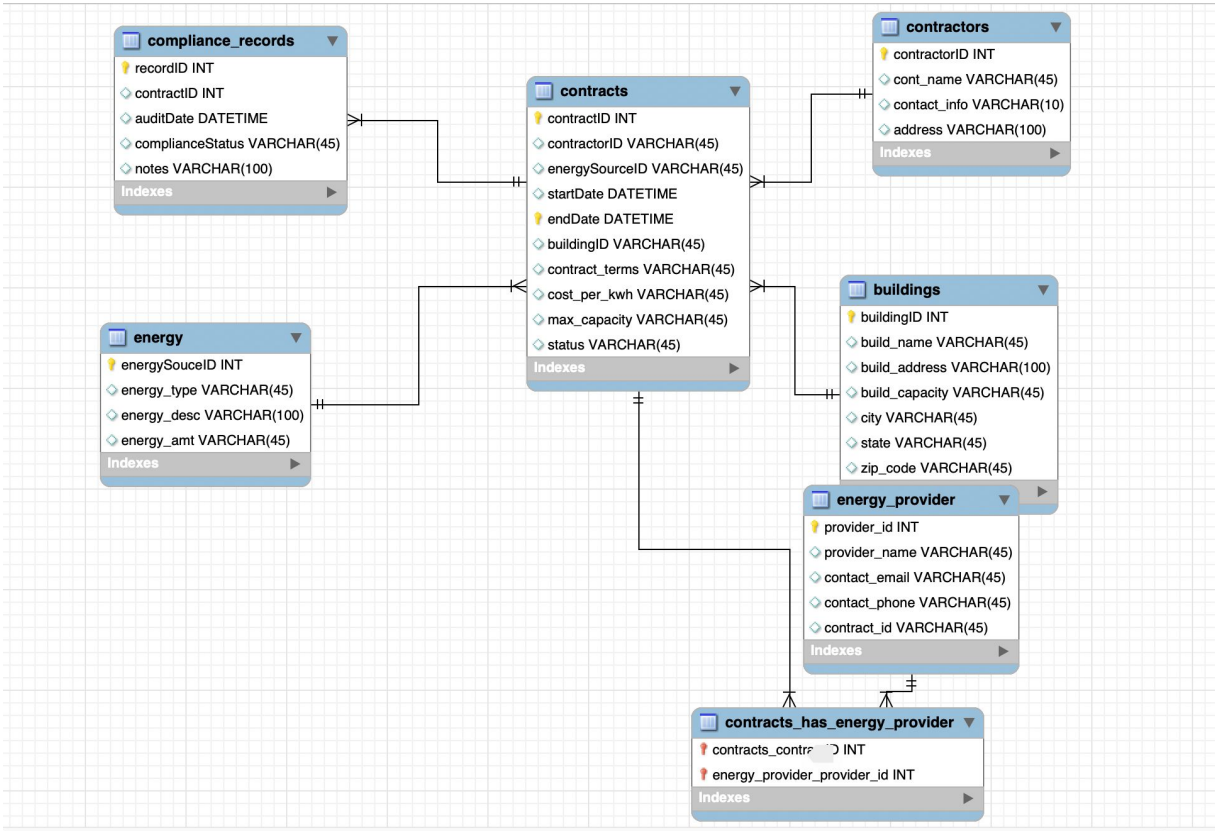 compliance_records
recordID INT
contractID INT
auditDate DATETIME
complianceStatus VARCHAR(45)
notes VARCHAR(100)
Indexes
contracts
contractID INT
contractorID VARCHAR(45)
energySourceID VARCHAR(45)
startDate DATETIME
endDate DATETIME
buildingID VARCHAR(45)
contract_terms VARCHAR(45)
cost_per_kwh VARCHAR(45)
max_capacity VARCHAR(45)
status VARCHAR(45)
Indexes
contractors
contractorID INT
cont_name VARCHAR(45)
contact_info VARCHAR(10)
address VARCHAR(100)
Indexes
energy
energySouceID INT
energy_type VARCHAR(45)
energy_desc VARCHAR(100)
energy_amt VARCHAR(45)
Indexes
buildings
buildingID INT
build_name VARCHAR(45)
build_address VARCHAR(100)
build_capacity VARCHAR(45)
city VARCHAR(45)
state VARCHAR(45)
zip_code VARCHAR(45)
energy_provider
provider_id INT
provider_name VARCHAR(45)
contact_email VARCHAR(45)
contact_phone VARCHAR(45)
contract_id VARCHAR(45)
Indexes
contracts_has_energy_provider
INT
energy_provider_provider_id INT
Indexes